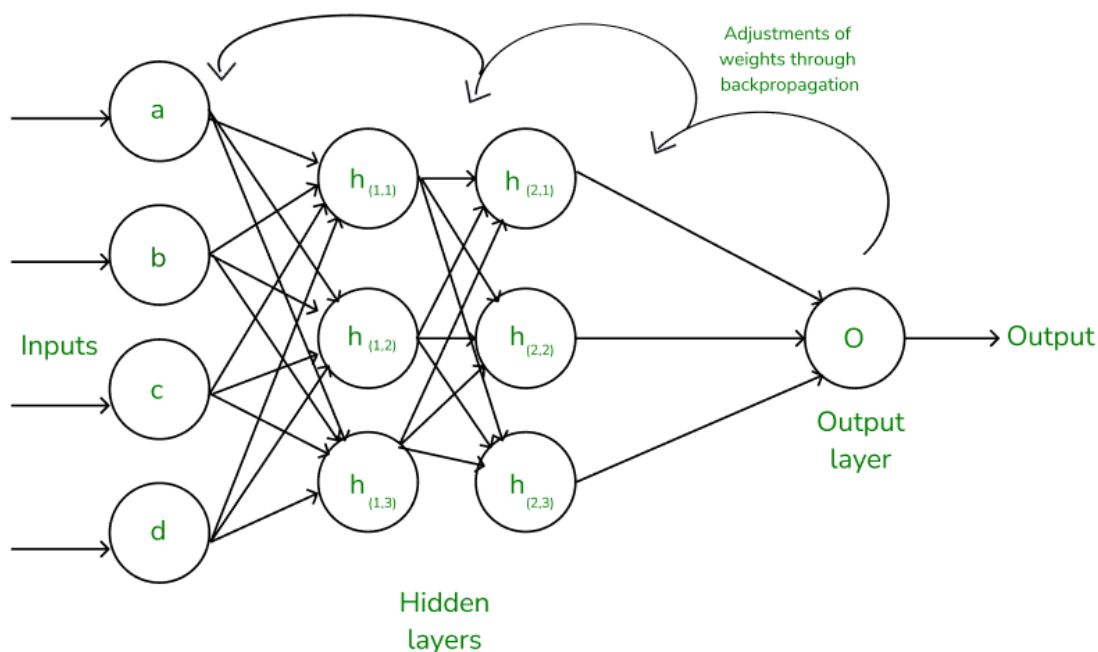 Adjustments of
weights through
backpropagation
a
b
c
d
Inputs
h (1,1)
h (1,2)
h (1,3)
h (2,1)
h (2,2)
h (2,3)
Hidden
layers
O
Output
layer
Output